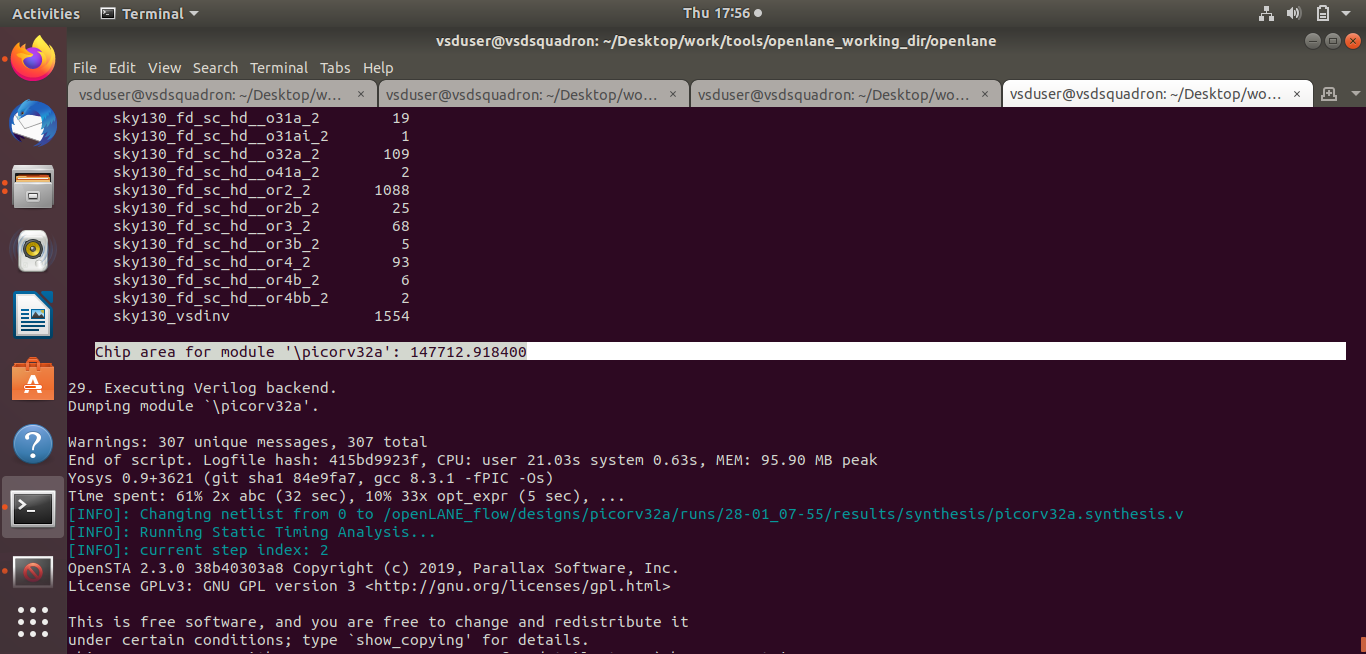 Activities Terminal Thu 17:56
vsduser@vsdsquadron: ~/Desktop/work/tools/openlane_working_dir/openlane
File Edit View Search Terminal Tabs Help
vsduser@vsdsquadron: ~/Desktop/w... × vsduser@vsdsquadron: ~/Desktop/wo... × vsduser@vsdsquadron: ~/Desktop/wo... × vsduser@vsdsquadron: ~/Desktop/wo... ×
sky130_fd_sc_hd__o31a_2 19
sky130_fd_sc_hd__o31ai_2 1
sky130_fd_sc_hd__o32a_2 109
sky130_fd_sc_hd__o41a_2 2
sky130_fd_sc_hd__or2_2 1088
sky130_fd_sc_hd__or2b_2 25
sky130_fd_sc_hd__or3_2 68
sky130_fd_sc_hd__or3b_2 5
sky130_fd_sc_hd__or4_2 93
sky130_fd_sc_hd__or4b_2 6
sky130_fd_sc_hd__or4bb_2 2
sky130_vsdinv 1554
Chip area for module '\picorv32a': 147712.918400
29. Executing Verilog backend.
Dumping module `\picorv32a'.
Warnings: 307 unique messages, 307 total
End of script. Logfile hash: 415bd9923f, CPU: user 21.03s system 0.63s, MEM: 95.90 MB peak
Yosys 0.9+3621 (git sha1 84e9fa7, gcc 8.3.1 -fPIC -Os)
Time spent: 61% 2x abc (32 sec), 10% 33x opt_expr (5 sec), ...
[INFO]: Changing netlist from 0 to /openLANE_flow/designs/picorv32a/runs/28-01_07-55/results/synthesis/picorv32a.synthesis.v
[INFO]: Running Static Timing Analysis...
[INFO]: current step index: 2
OpenSTA 2.3.0 38b40303a8 Copyright (c) 2019, Parallax Software, Inc.
License GPLv3: GNU GPL version 3 <http://gnu.org/licenses/gpl.html>
This is free software, and you are free to change and redistribute it
under certain conditions; type `show_copying' for details.